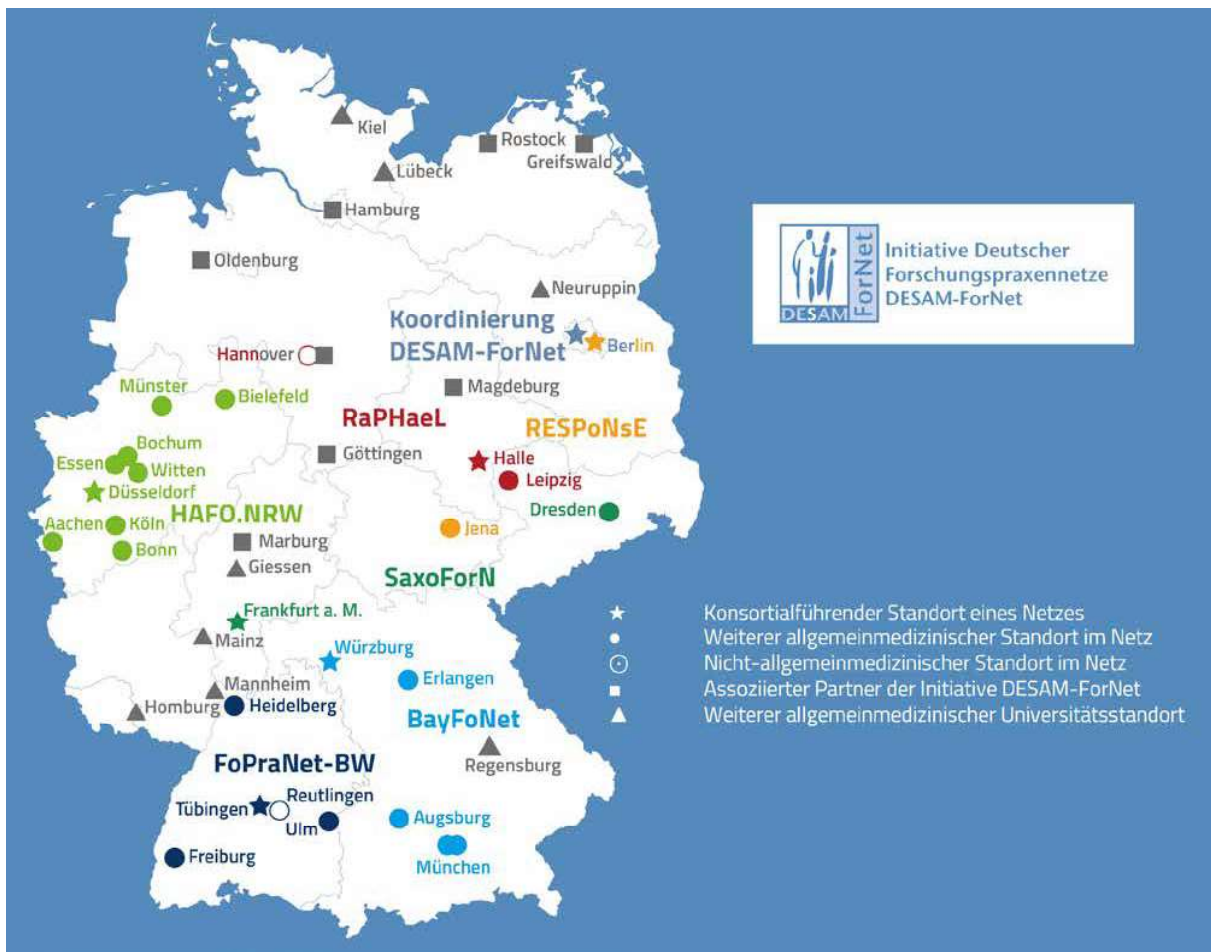 Kiel
Rostock
Greifswald
Lübeck
Hamburg
Oldenburg
Neuruppin
Koordinierung
DESAM-ForNet
Berlin
Hannover
Magdeburg
Münster
Bielefeld
RaPHaeL
RESPoNsE
Bochum
Göttingen
Essen
Witten
Halle
Leipzig
Düsseldorf
HAFO.NRW
Dresden
Aachen
Köln
Jena
Marburg
Bonn
Giessen
SaxoForN
Frankfurt a. M.
Mainz
Würzburg
Erlangen
Mannheim
Homburg
Heidelberg
BayFoNet
Regensburg
FoPraNet-BW
Reutlingen
Tübingen
Ulm
Augsburg
Freiburg
München
DESAM
ForNet
Initiative Deutscher
Forschungspraxennetze
DESAM-ForNet
Konsortialführender Standort eines Netzes
Weiterer allgemeinmedizinischer Standort im Netz
Nicht-allgemeinmedizinischer Standort im Netz
Assoziierter Partner der Initiative DESAM-ForNet
Weiterer allgemeinmedizinischer Universitätsstandort